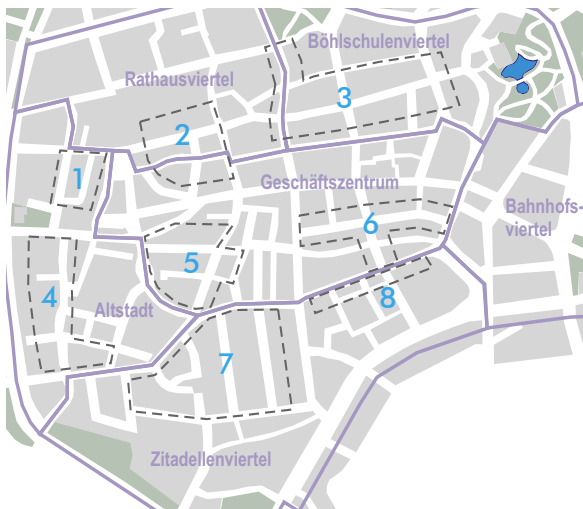 Böhlschulenviertel
Rathausviertel
3
2
1
Geschäftszentrum
Bahnhofs-
viertel
6
5
4
8
Altstadt
7
Zitadellenviertel